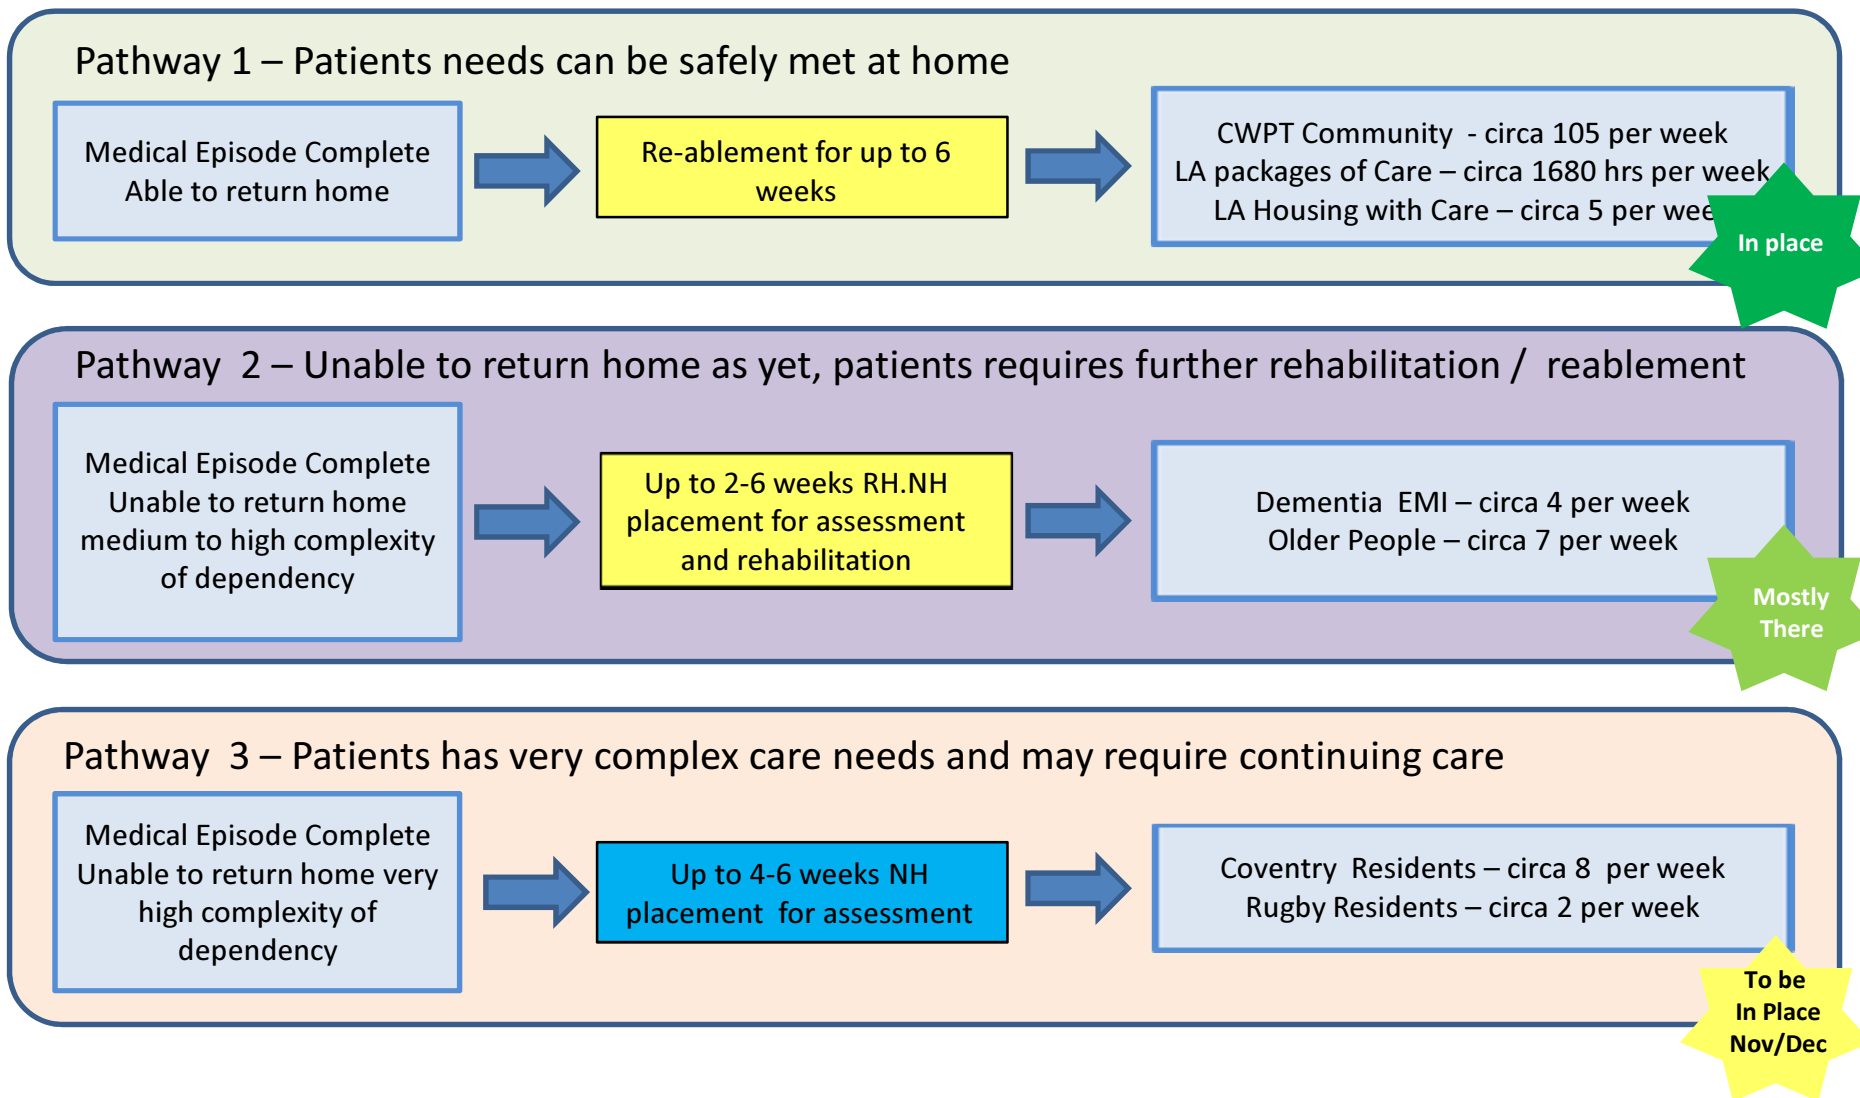 Pathway 1 – Patients needs can be safely met at home
Medical Episode Complete
Able to return home
Re-ablement for up to 6
weeks
CWPT Community - circa 105 per week
LA packages of Care – circa 1680 hrs per week
LA Housing with Care – circa 5 per wee
In place
Pathway 2 – Unable to return home as yet, patients requires further rehabilitation / reablement
Medical Episode Complete
Unable to return home
medium to high complexity
of dependency
Up to 2-6 weeks RH.NH
placement for assessment
and rehabilitation
Dementia EMI – circa 4 per week
Older People – circa 7 per week
Mostly
There
Pathway 3 – Patients has very complex care needs and may require continuing care
Medical Episode Complete
Unable to return home very
high complexity of
dependency
Up to 4-6 weeks NH
placement for assessment
Coventry Residents – circa 8 per week
Rugby Residents – circa 2 per week
To be
In Place
Nov/Dec